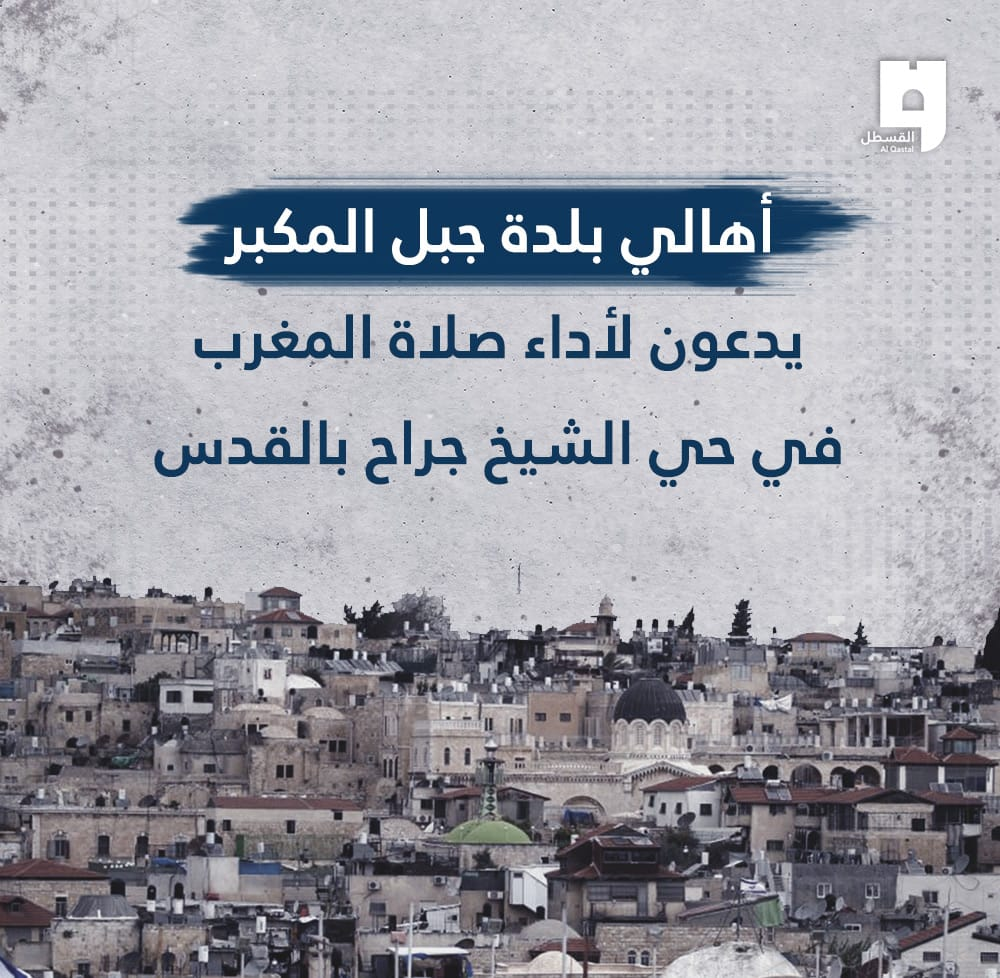 القسطل
Al Qastal
أهالي بلدة جبل المكبر
يدعون لأداء صلاة المغرب
في حي الشيخ جراح بالقدس